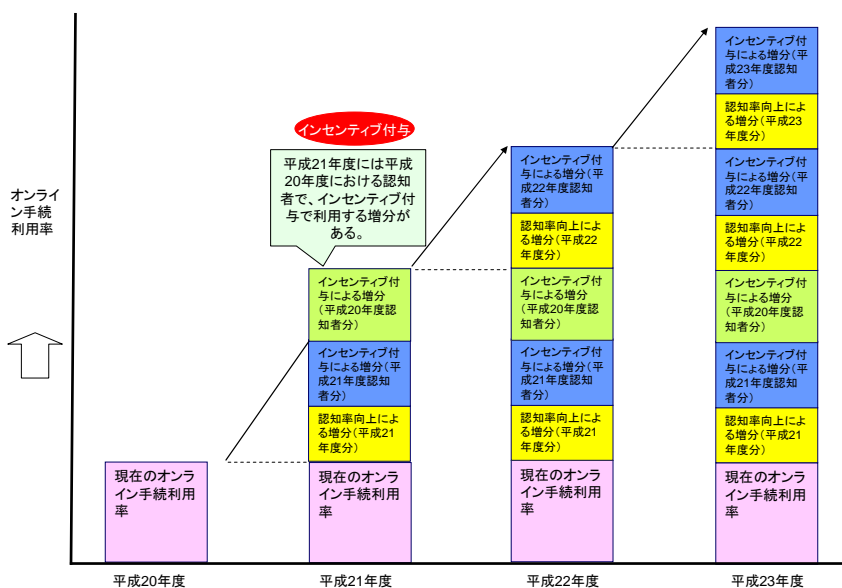 オンライ
ン手続
利用率
インセンティブ付与
平成21年度には平成
20年度における認知
者で、インセンティブ付
与で利用する増分が
ある。
現在のオンラ
イン手続利用
率
平成20年度
インセンティブ付
与による増分
(平成20年度認
知者分)
インセンティブ付
与による増分(平
成21年度認知者
分)
認知率向上によ
る増分(平成21
年度分)
現在のオンラ
イン手続利用
率
平成21年度
インセンティブ付
与による増分(平
成22年度認知者
分)
認知率向上によ
る増分(平成22
年度分)
インセンティブ付
与による増分
(平成20年度認
知者分)
インセンティブ付
与による増分(平
成21年度認知者
分)
認知率向上によ
る増分(平成21
年度分)
現在のオンラ
イン手続利用
率
平成22年度
インセンティブ付
与による増分(平
成23年度認知
者分)
認知率向上によ
る増分(平成23
年度分)
インセンティブ付
与による増分(平
成22年度認知
者分)
認知率向上によ
る増分(平成22
年度分)
インセンティブ付
与による増分
(平成20年度認
知者分)
インセンティブ付
与による増分(平
成21年度認知
者分)
認知率向上によ
る増分(平成21
年度分)
現在のオンラ
イン手続利用
率
平成23年度